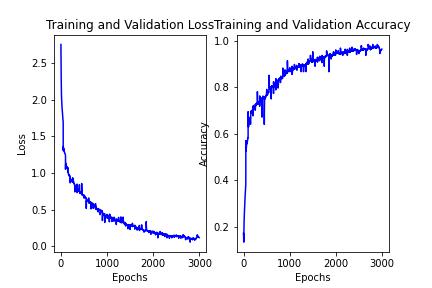 Training and Validation Loss
Loss
2.5
2.0
1.5
1.0
0.5
0.0
0 1000 2000 3000
Epochs
Training and Validation Accuracy
Accuracy
1.0
0.8
0.6
0.4
0.2
0 1000 2000 3000
Epochs